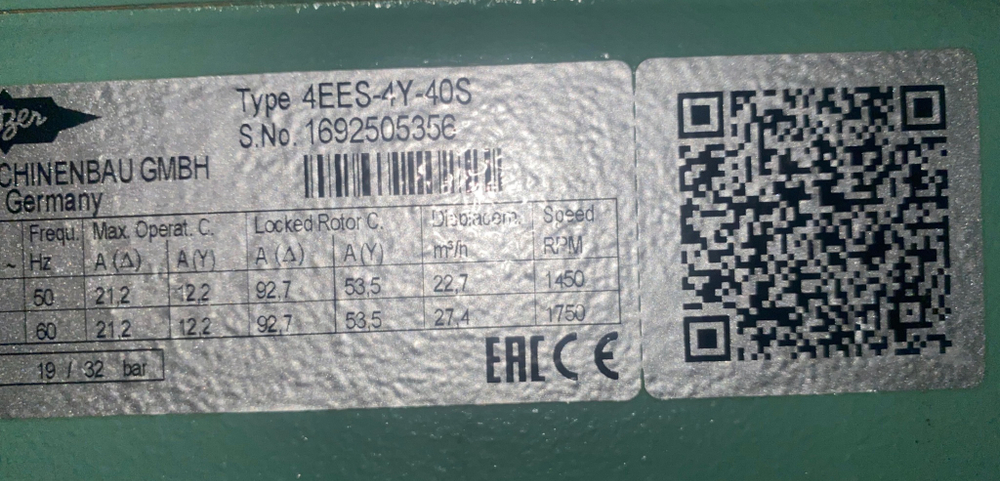 Type 4EES-4Y-40S
S.No. 1692505356
CHINENBAU GMBH
Germany
Frequ. Max. Operat. C. Locked Rotor C. Displacem. Speed
~ Hz A (Δ) A (Y) A (Δ) A (Y) m³/h RPM
50 21,2 12,2 92,7 53,5 22,7 1450
60 21,2 12,2 92,7 53,5 27,4 1750
19 / 32 bar
EAC CE